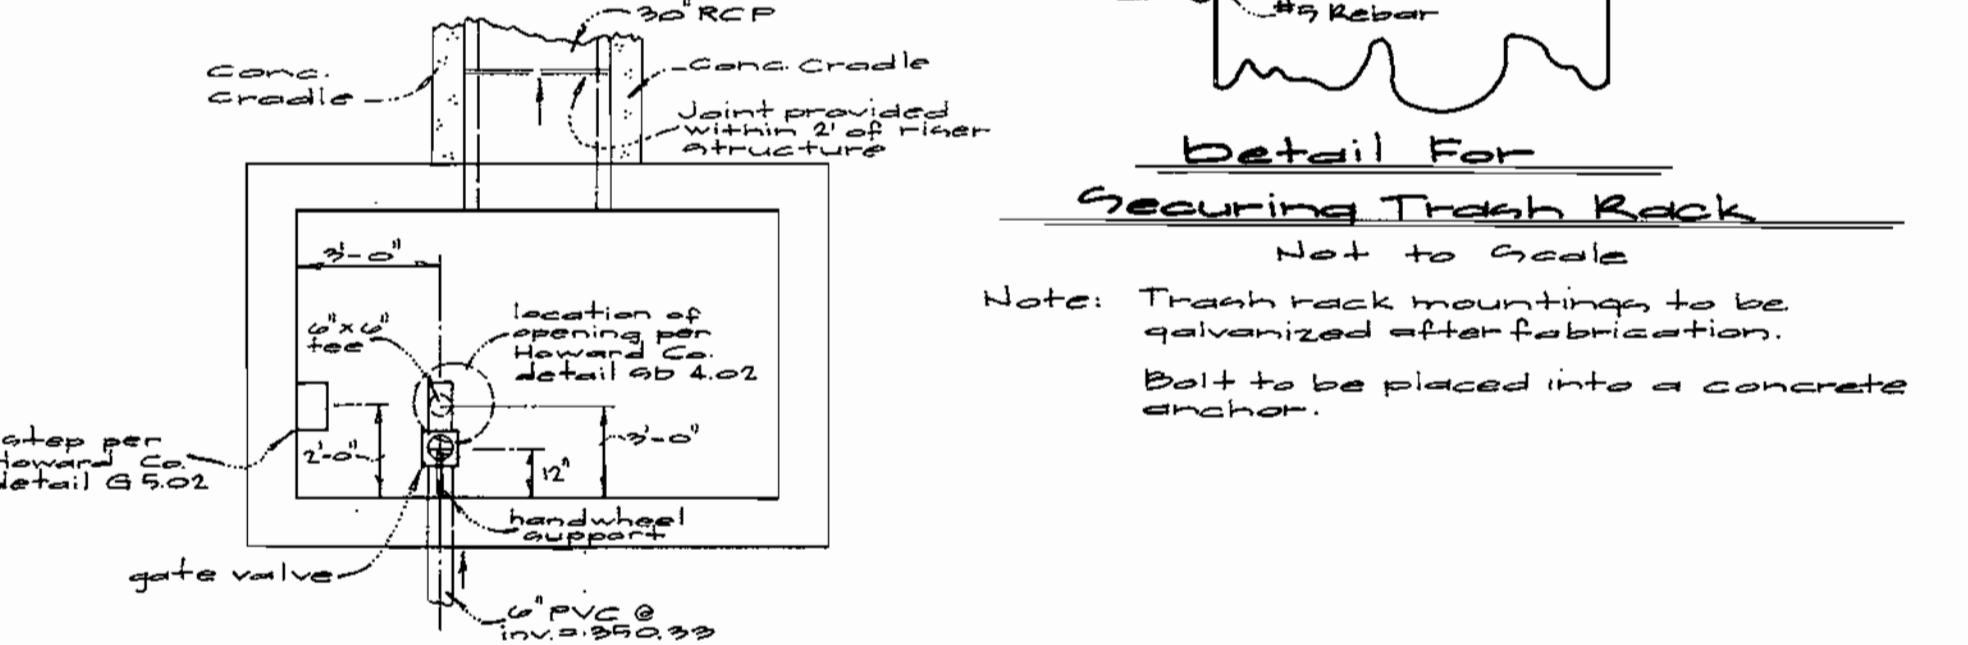 30" RCP
Conc.
Cradle
Conc. Cradle
Joint provided
within 2' of riser
structure
3'-0"
6" x 6"
tee
location of
opening per
Howard Co.
detail SD 4.02
step per
Howard Co.
detail G 5.02
2'-0"
12"
3'-0"
handwheel
support
gate valve
6" PVC @
inv. = 350.33
#5 Rebar
Detail For
Securing Trash Rack
Not to Scale
Note: Trash rack mountings to be
galvanized after fabrication.
Bolt to be placed into a concrete
anchor.